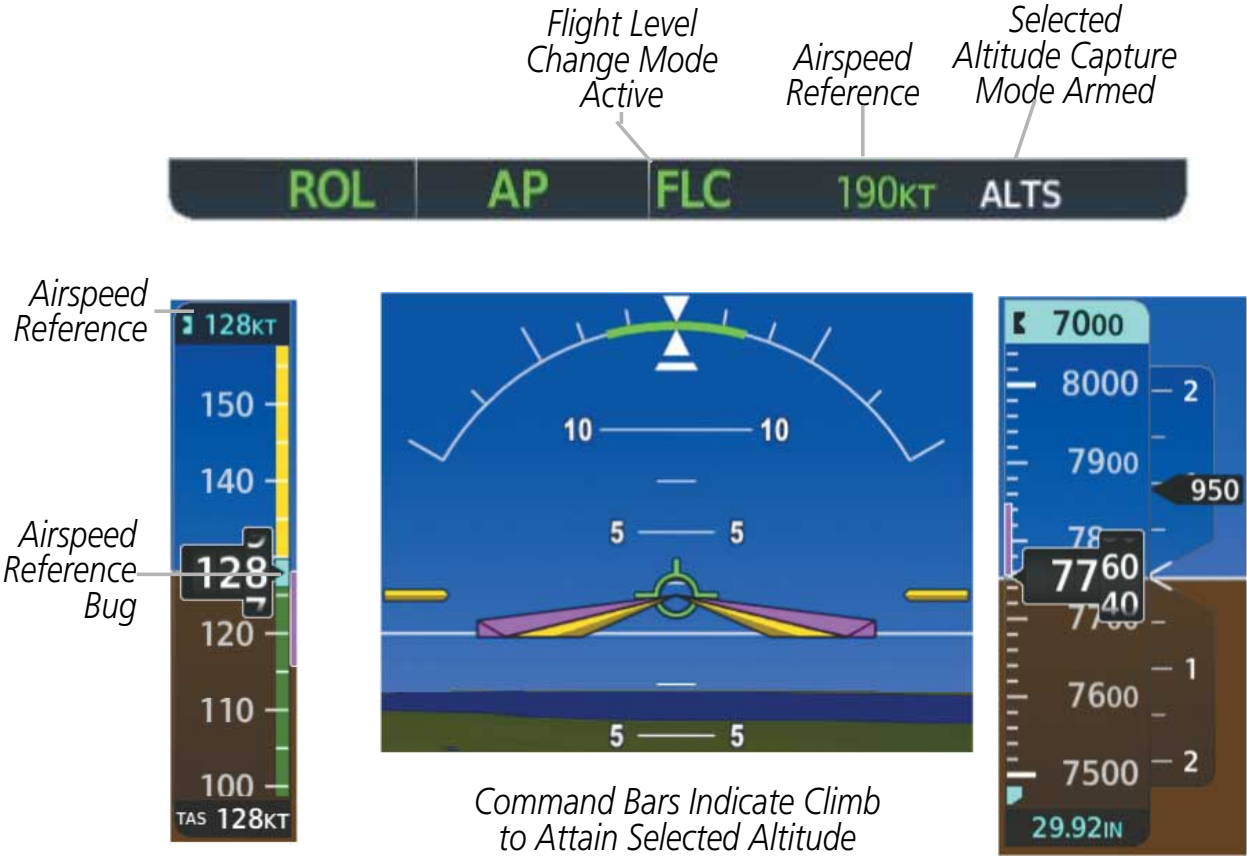 Flight Level
Change Mode
Active
Airspeed
Reference
Selected
Altitude Capture
Mode Armed
ROL AP FLC 190KT ALTS
Airspeed
Reference
128KT
150
140
128
7
120
110
100
TAS 128KT
Airspeed
Reference
Bug
10 10
5 5
5 5
7000
8000
7900
7760
40
7600
7500
29.92IN
2
950
1
2
Command Bars Indicate Climb
to Attain Selected Altitude